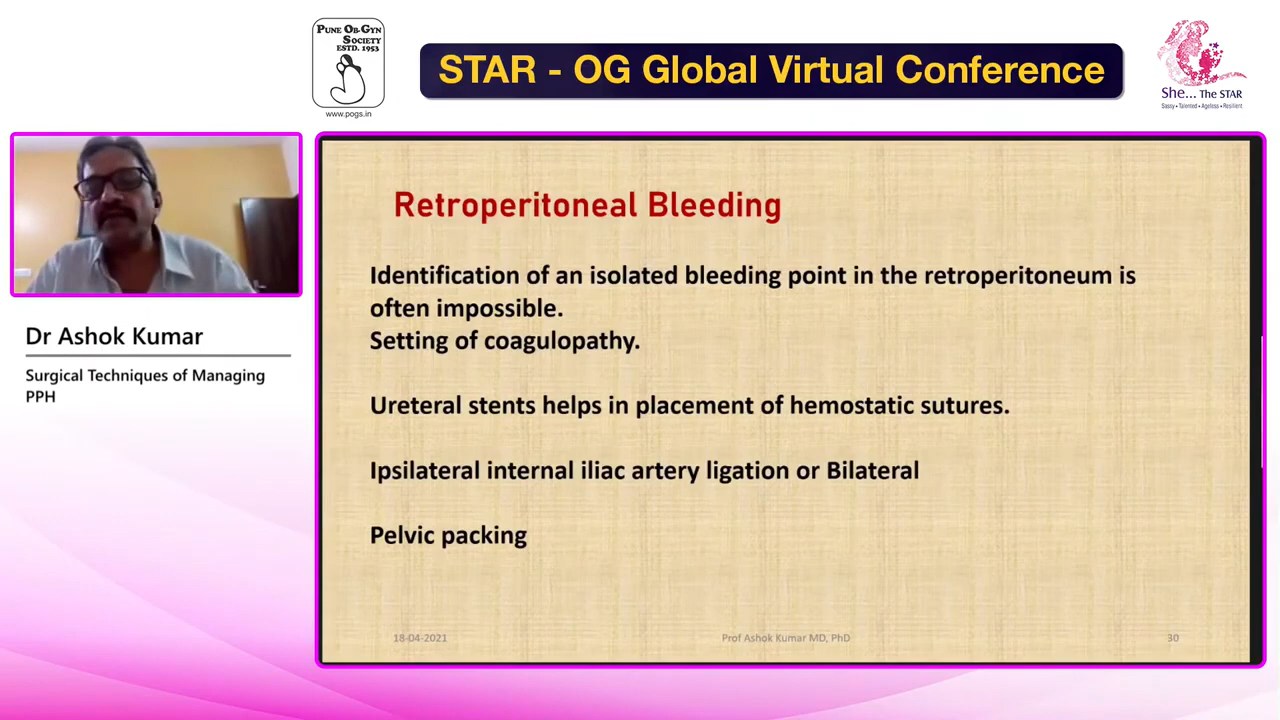 PUNE OB-GYN
SOCIETY
ESTD. 1953
www.pogs.in
STAR - OG Global Virtual Conference
She... The STAR
Sassy • Talented • Ageless • Resilient
Dr Ashok Kumar
Surgical Techniques of Managing
PPH
Retroperitoneal Bleeding
Identification of an isolated bleeding point in the retroperitoneum is
often impossible.
Setting of coagulopathy.
Ureteral stents helps in placement of hemostatic sutures.
Ipsilateral internal iliac artery ligation or Bilateral
Pelvic packing
18-04-2021
Prof Ashok Kumar MD, PhD
30